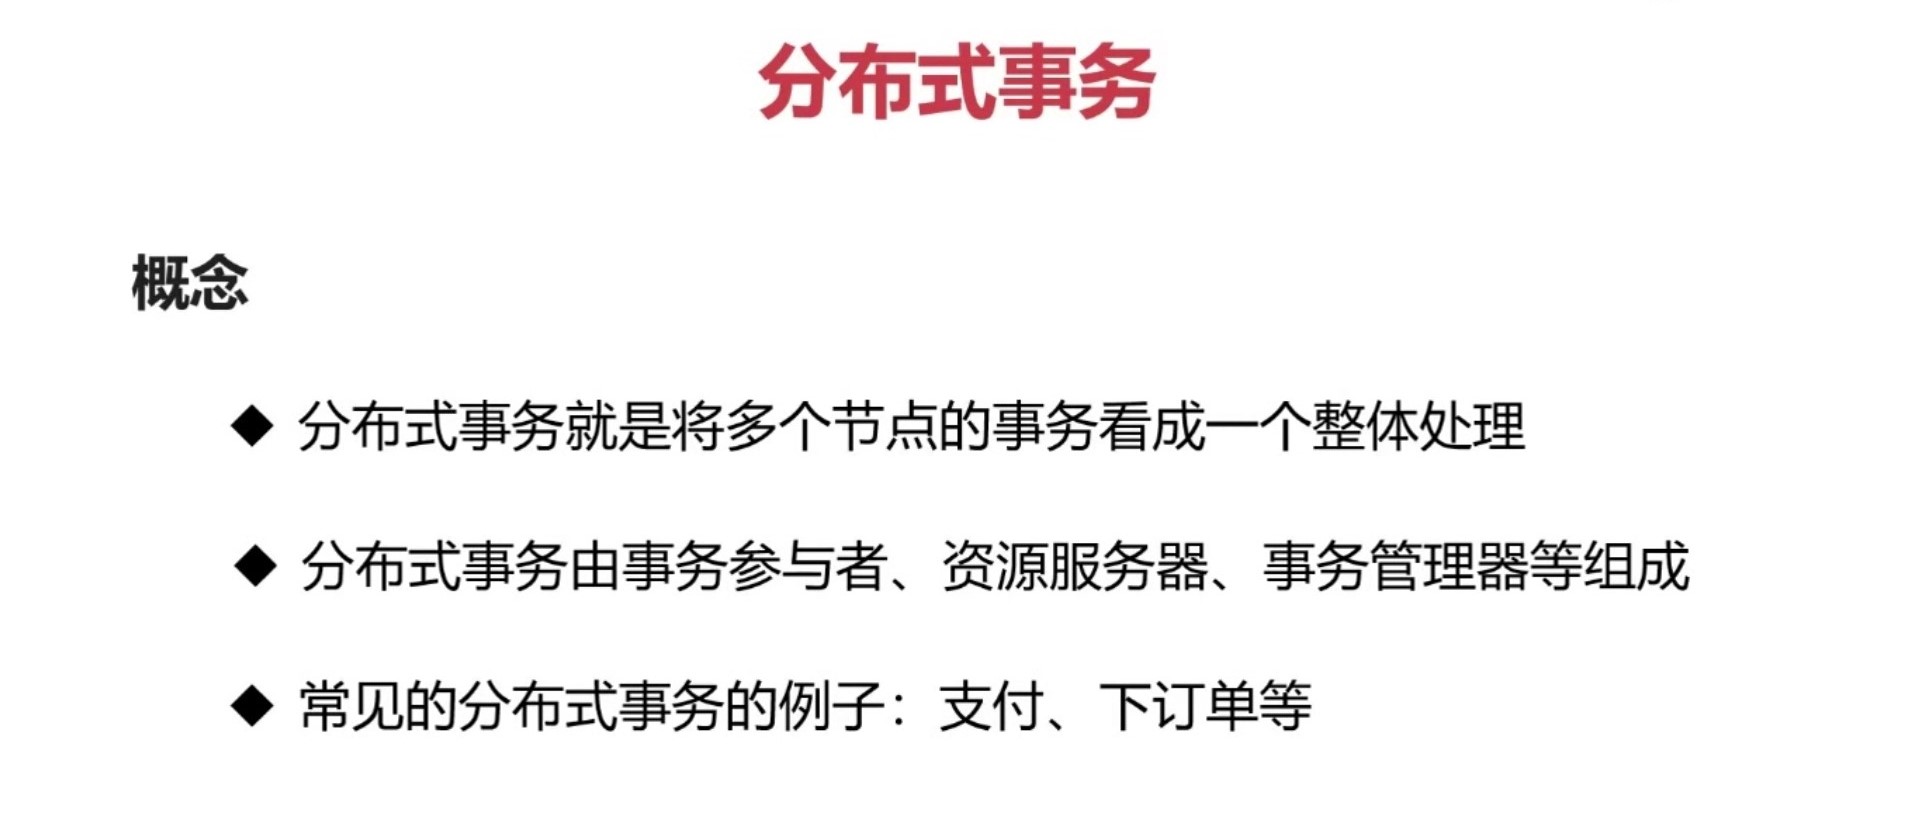 分布式事务
概念
◆ 分布式事务就是将多个节点的事务看成一个整体处理
◆ 分布式事务由事务参与者、资源服务器、事务管理器等组成
◆ 常见的分布式事务的例子：支付、下订单等